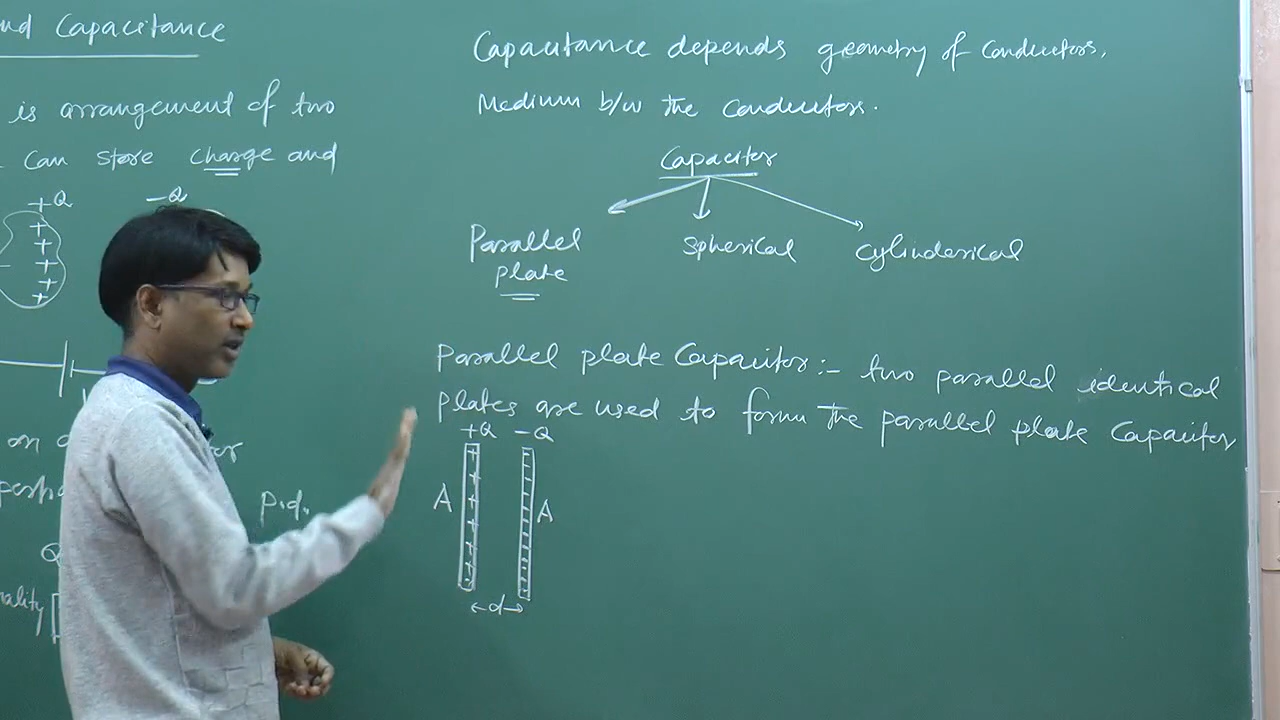 and Capacitance
is arrangement of two
can store charge and
+Q -Q
p.d.
Q
Capacitance depends geometry of conductors,
Medium b/w the conductors.
Capacitor
Parallel plate
Spherical
Cylinderical
Parallel plate Capacitor:- two parallel identical
plates are used to form the parallel plate Capacitor
+Q -Q
A A
d